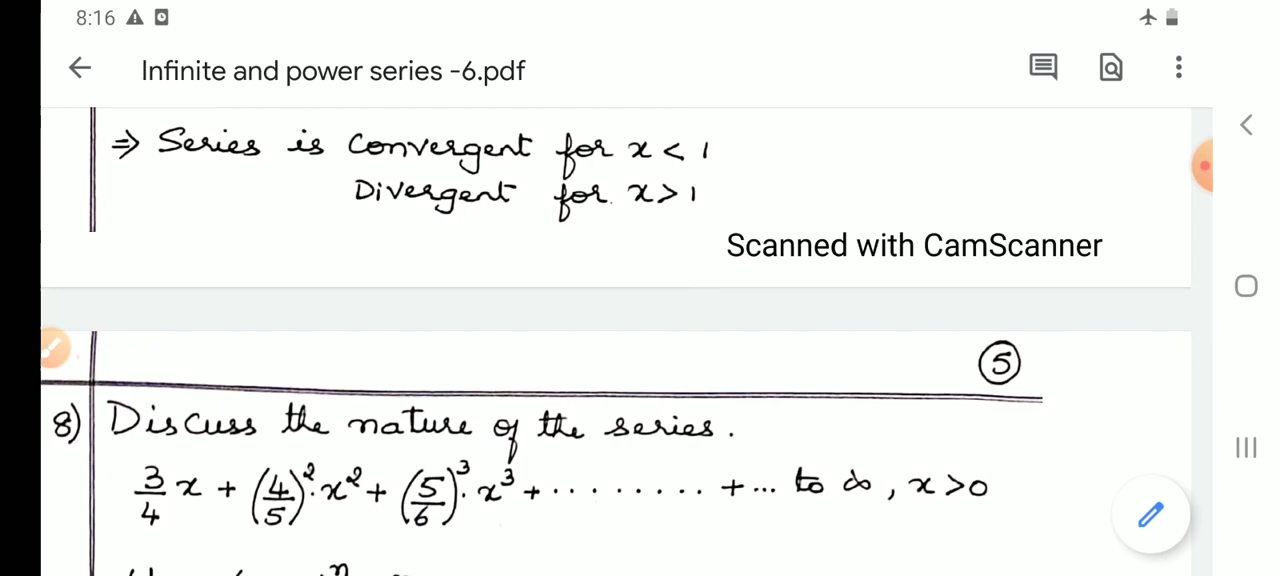 8:16
Infinite and power series -6.pdf
⇒ Series is convergent for x < 1
Divergent for x > 1
Scanned with CamScanner
5
8) Discuss the nature of the series.
3/4 x + (4/5)^2 . x^2 + (5/6)^3 . x^3 + ......... + ... to ∞, x > 0